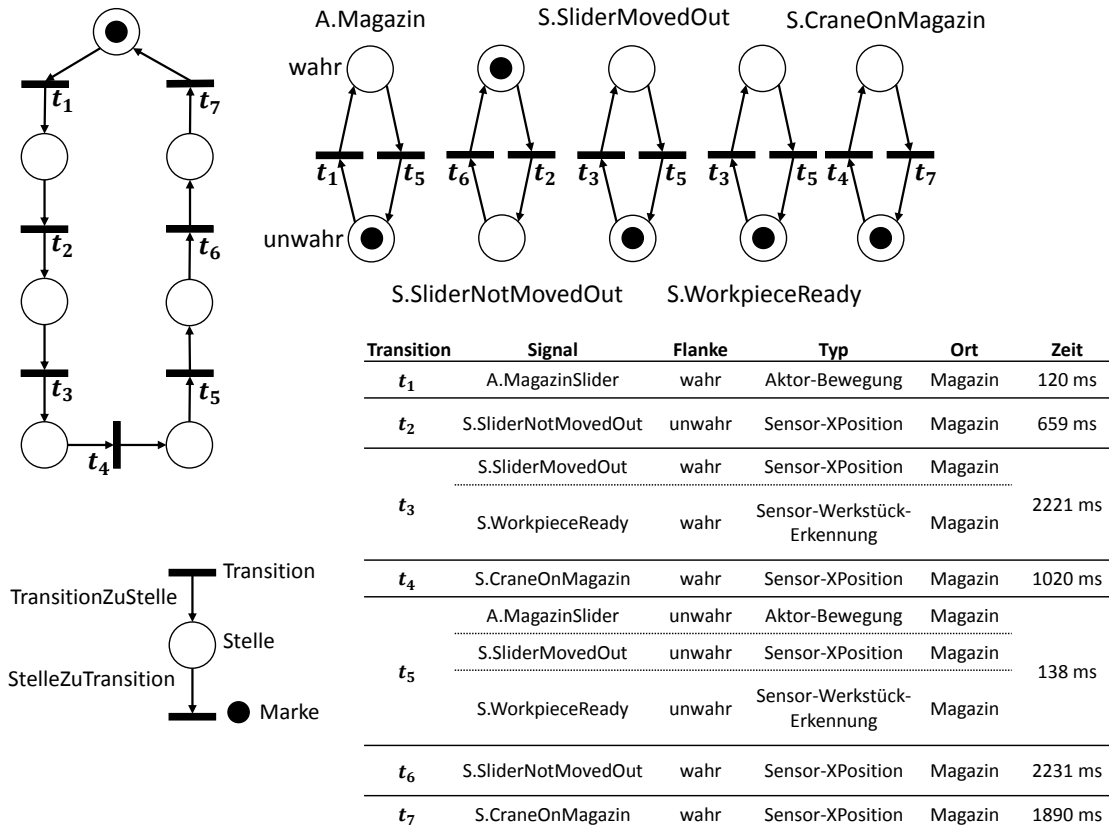 A.Magazin
S.SliderMovedOut
S.CraneOnMagazin
wahr
unwahr
t₁
t₂
t₃
t₄
t₅
t₆
t₇
t₁ t₅
t₆ t₂
t₃ t₅
t₃ t₅
t₄ t₇
S.SliderNotMovedOut
S.WorkpieceReady
Transition Signal Flanke Typ Ort Zeit
t₁ A.MagazinSlider wahr Aktor-Bewegung Magazin 120 ms
t₂ S.SliderNotMovedOut unwahr Sensor-XPosition Magazin 659 ms
t₃ S.SliderMovedOut wahr Sensor-XPosition Magazin 2221 ms
S.WorkpieceReady wahr Sensor-Werkstück-
Erkennung Magazin
t₄ S.CraneOnMagazin wahr Sensor-XPosition Magazin 1020 ms
t₅ A.MagazinSlider unwahr Aktor-Bewegung Magazin 138 ms
S.SliderMovedOut unwahr Sensor-XPosition Magazin
S.WorkpieceReady unwahr Sensor-Werkstück-
Erkennung Magazin
t₆ S.SliderNotMovedOut wahr Sensor-XPosition Magazin 2231 ms
t₇ S.CraneOnMagazin wahr Sensor-XPosition Magazin 1890 ms
Transition
TransitionZuStelle
Stelle
StelleZuTransition
Marke